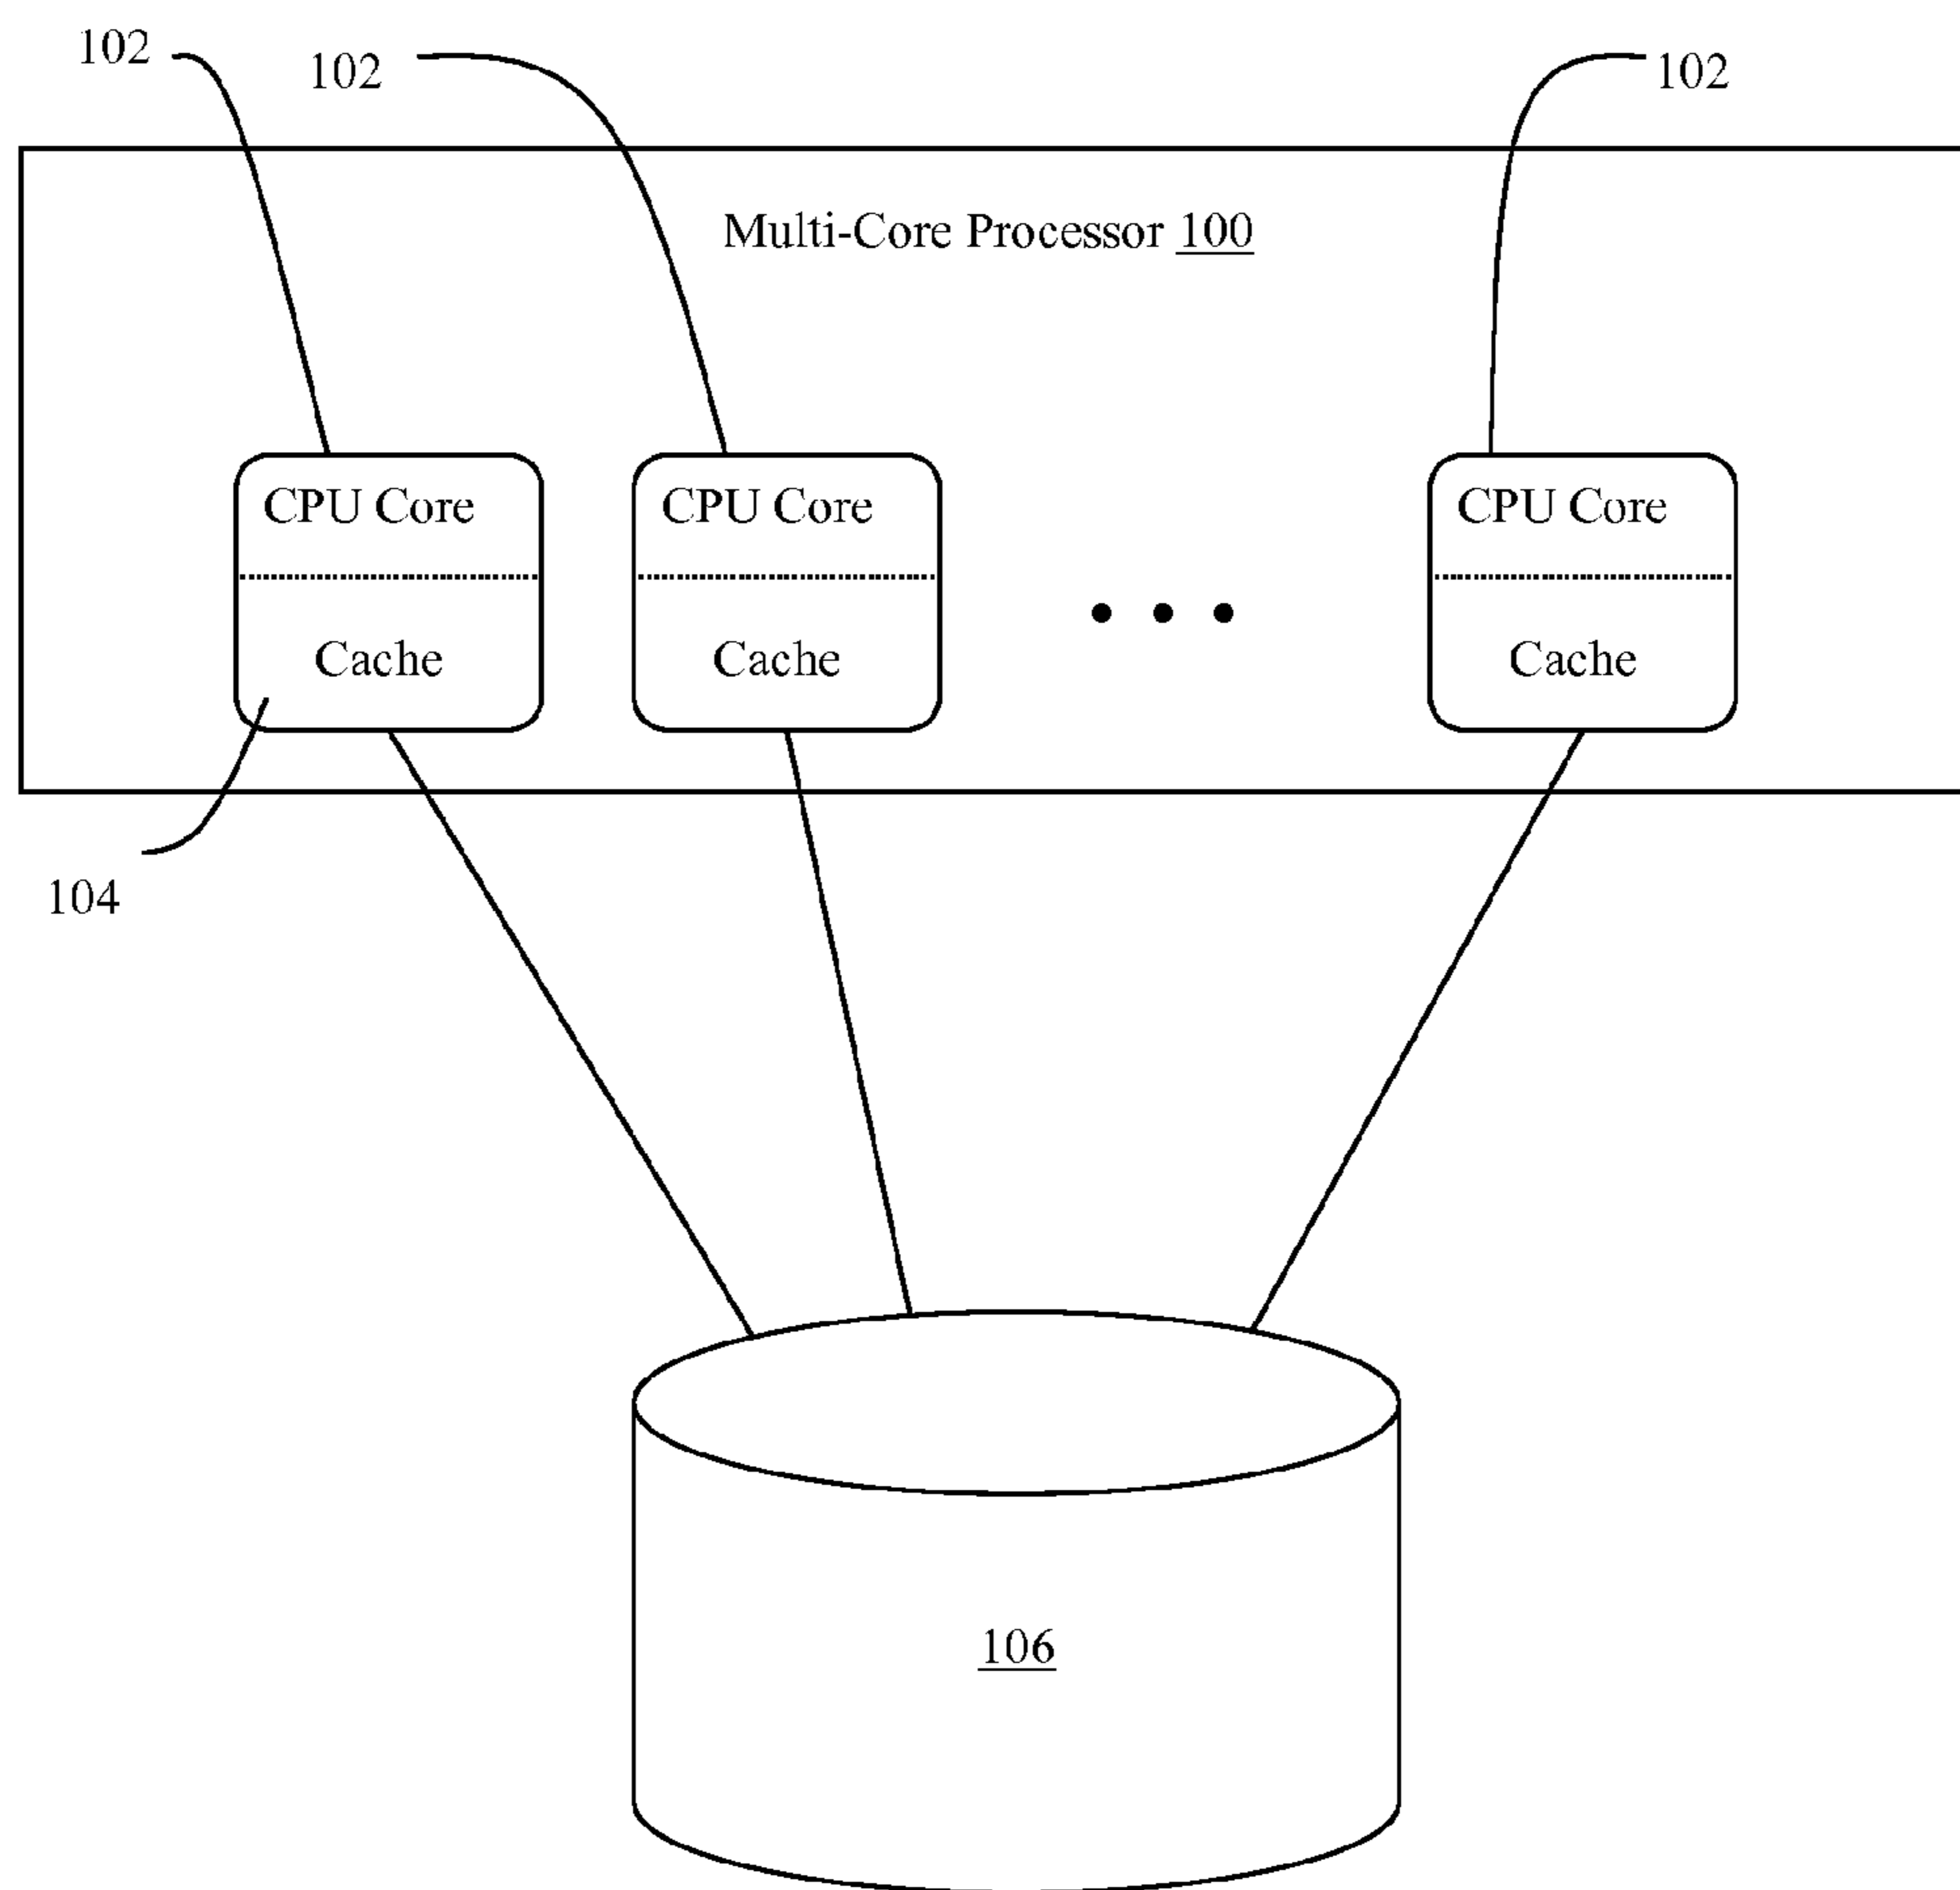 102
102
102
Multi-Core Processor 100
CPU Core
CPU Core
CPU Core
Cache
Cache
Cache
104
106